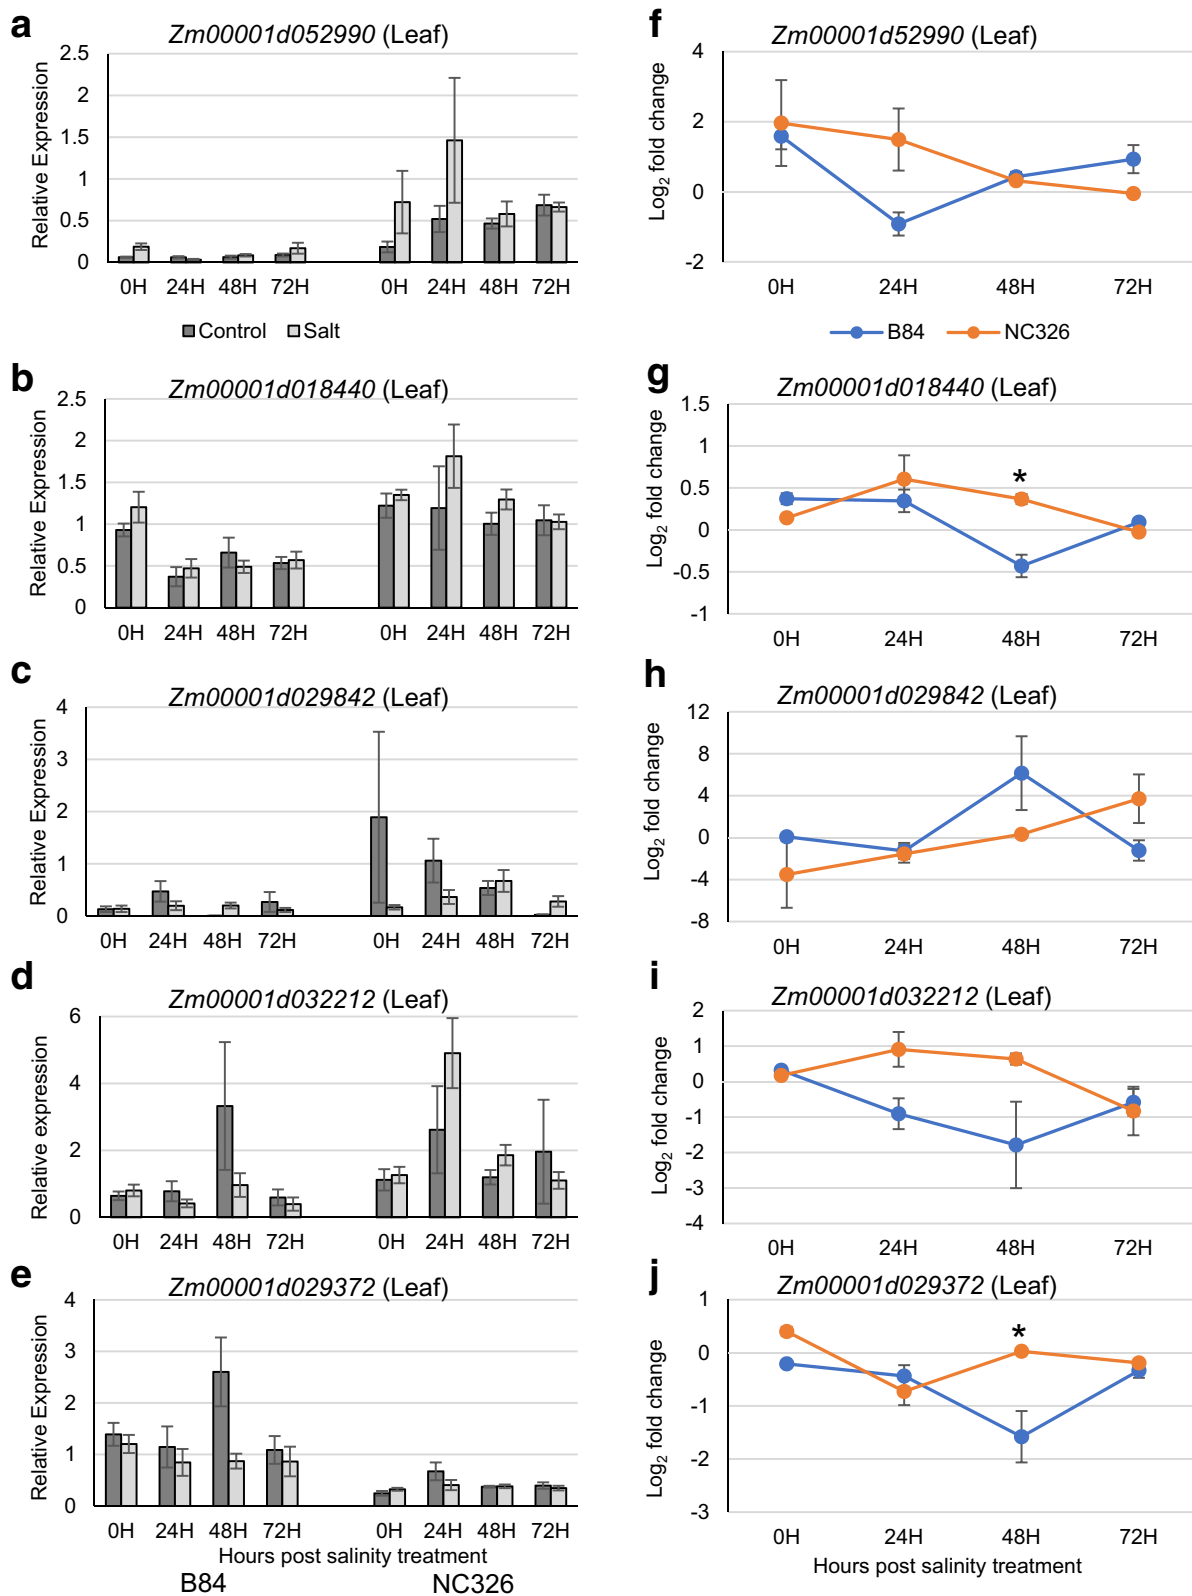 a
Zm00001d052990 (Leaf)
Relative Expression
2.5
2
1.5
1
0.5
0
0H 24H 48H 72H 0H 24H 48H 72H
Control Salt
f
Zm00001d52990 (Leaf)
Log2 fold change
4
2
0
-2
0H 24H 48H 72H
B84 NC326
b
Zm00001d018440 (Leaf)
Relative Expression
2.5
2
1.5
1
0.5
0
0H 24H 48H 72H 0H 24H 48H 72H
g
Zm00001d018440 (Leaf)
Log2 fold change
1.5
1
0.5
0
-0.5
-1
*
0H 24H 48H 72H
c
Zm00001d029842 (Leaf)
Relative Expression
4
3
2
1
0
0H 24H 48H 72H 0H 24H 48H 72H
h
Zm00001d029842 (Leaf)
Log2 fold change
12
8
4
0
-4
-8
0H 24H 48H 72H
d
Zm00001d032212 (Leaf)
Relative expression
6
4
2
0
0H 24H 48H 72H 0H 24H 48H 72H
i
Zm00001d032212 (Leaf)
Log2 fold change
2
1
0
-1
-2
-3
-4
0H 24H 48H 72H
e
Zm00001d029372 (Leaf)
Relative Expression
4
3
2
1
0
0H 24H 48H 72H 0H 24H 48H 72H
Hours post salinity treatment
B84 NC326
j
Zm00001d029372 (Leaf)
Log2 fold change
1
0
-1
-2
-3
*
0H 24H 48H 72H
Hours post salinity treatment